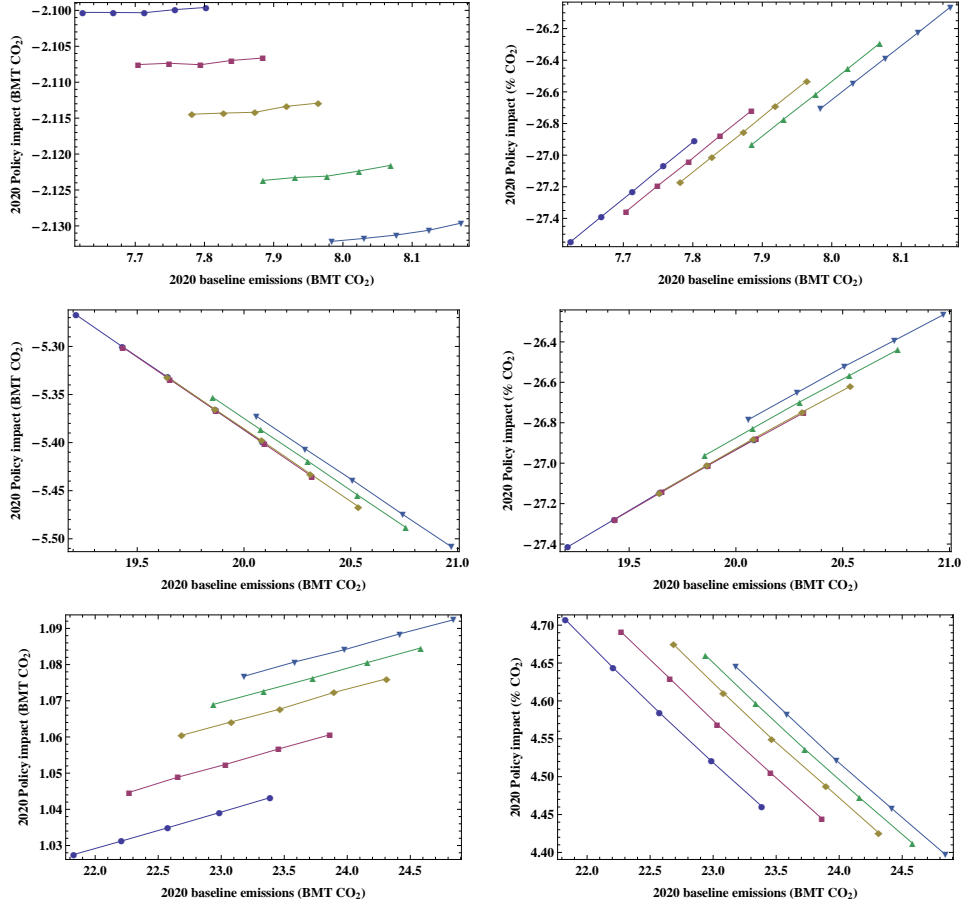 −2.100
−2.105
−2.110
−2.115
−2.120
−2.125
−2.130
2020 Policy impact (BMT CO₂)
7.7 7.8 7.9 8.0 8.1
2020 baseline emissions (BMT CO₂)
−26.2
−26.4
−26.6
−26.8
−27.0
−27.2
−27.4
2020 Policy impact (% CO₂)
7.7 7.8 7.9 8.0 8.1
2020 baseline emissions (BMT CO₂)
−5.30
−5.35
−5.40
−5.45
−5.50
2020 Policy impact (BMT CO₂)
19.5 20.0 20.5 21.0
2020 baseline emissions (BMT CO₂)
−26.4
−26.6
−26.8
−27.0
−27.2
−27.4
2020 Policy impact (% CO₂)
19.5 20.0 20.5 21.0
2020 baseline emissions (BMT CO₂)
1.09
1.08
1.07
1.06
1.05
1.04
1.03
2020 Policy impact (BMT CO₂)
22.0 22.5 23.0 23.5 24.0 24.5
2020 baseline emissions (BMT CO₂)
4.70
4.65
4.60
4.55
4.50
4.45
4.40
2020 Policy impact (% CO₂)
22.0 22.5 23.0 23.5 24.0 24.5
2020 baseline emissions (BMT CO₂)